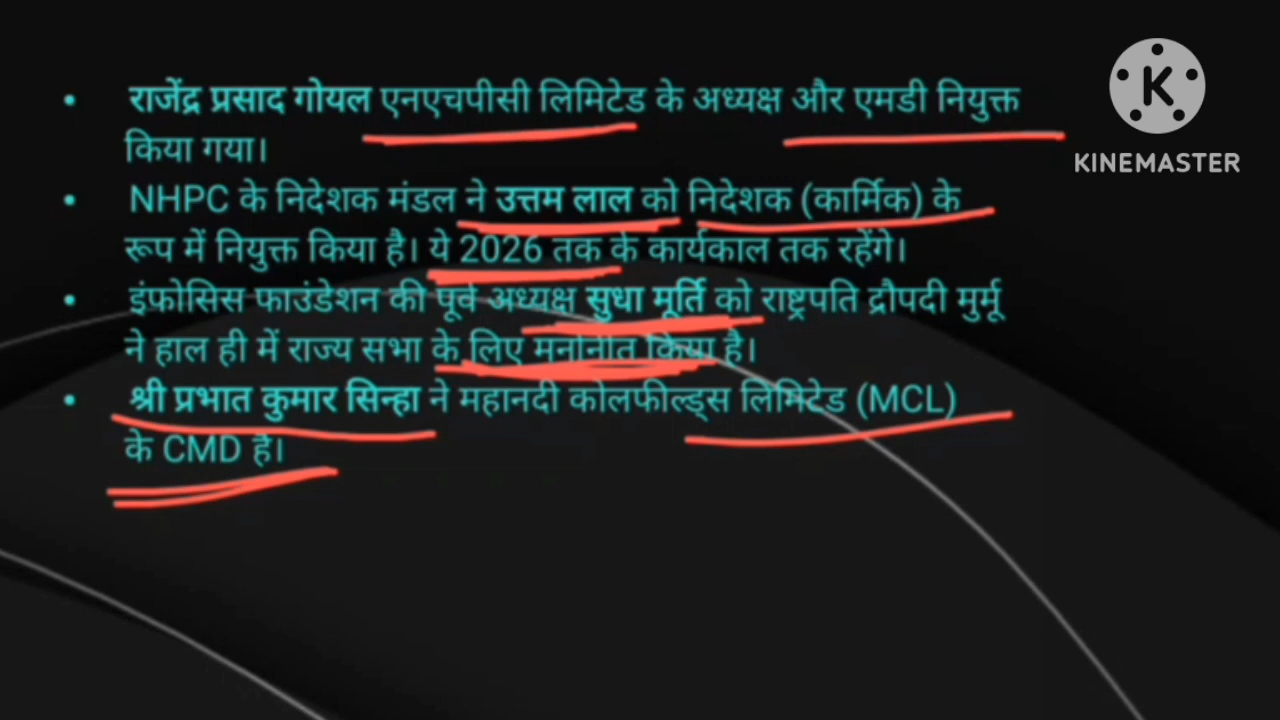 • राजेंद्र प्रसाद गोयल एनएचपीसी लिमिटेड के अध्यक्ष और एमडी नियुक्त
किया गया।
• NHPC के निदेशक मंडल ने उत्तम लाल को निदेशक (कार्मिक) के
रूप में नियुक्त किया है। ये 2026 तक के कार्यकाल तक रहेंगे।
• इंफोसिस फाउंडेशन की पूर्व अध्यक्ष सुधा मूर्ति को राष्ट्रपति द्रौपदी मुर्मू
ने हाल ही में राज्य सभा के लिए मनोनीत किया है।
• श्री प्रभात कुमार सिन्हा ने महानदी कोलफील्ड्स लिमिटेड (MCL)
के CMD है।
KINEMASTER